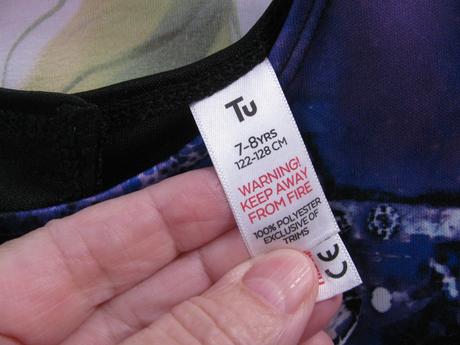 Tu
7-8YRS
122-128 CM
WARNING!
KEEP AWAY
FROM FIRE
100% POLYESTER
EXCLUSIVE OF
TRIMS
CE